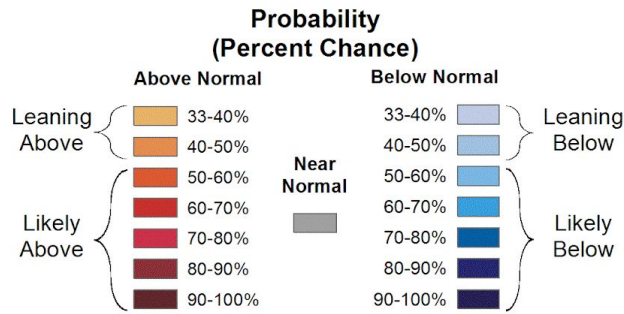 Probability
(Percent Chance)
Above Normal
Below Normal
Leaning
Above
33-40%
40-50%
Likely
Above
50-60%
60-70%
70-80%
80-90%
90-100%
Near
Normal
33-40%
40-50%
Leaning
Below
50-60%
60-70%
70-80%
80-90%
90-100%
Likely
Below